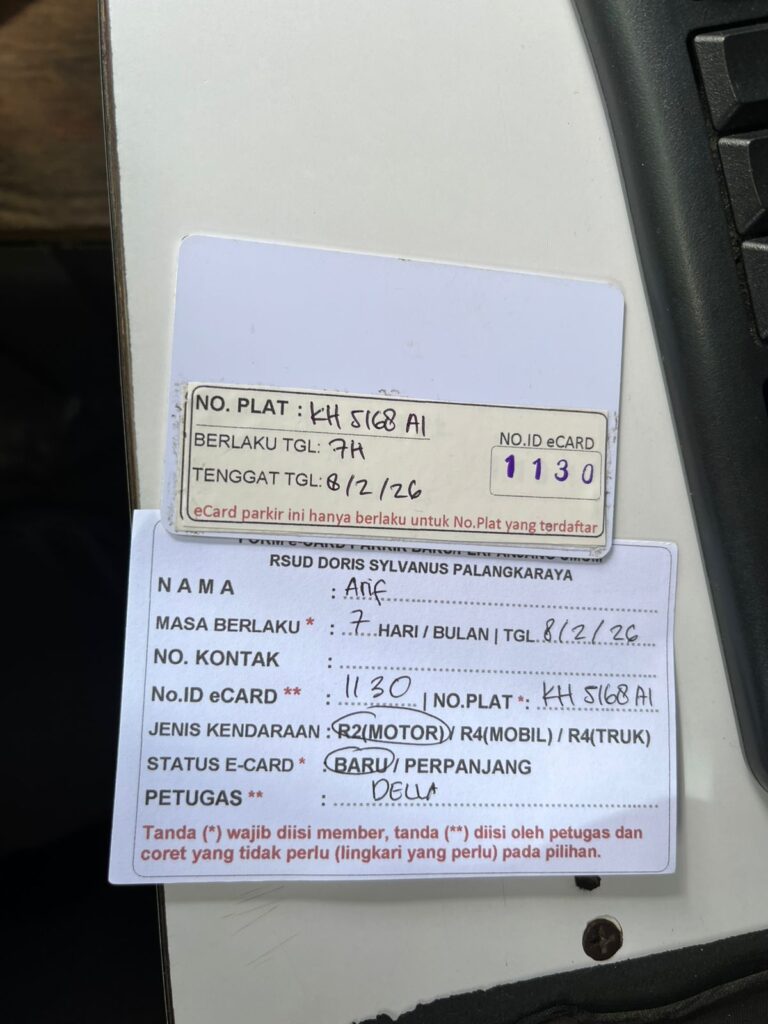 NO. PLAT : KH 5168 AI
BERLAKU TGL: 7H
TENGGAT TGL: 8/2/26
NO.ID eCARD
1130
eCard parkir ini hanya berlaku untuk No.Plat yang terdaftar
RSUD DORIS SYLVANUS PALANGKARAYA
N A M A : Arif
MASA BERLAKU * : 7 HARI / BULAN | TGL. 8/2/26
NO. KONTAK :
No.ID eCARD ** : 1130 | NO.PLAT *: KH 5168 AI
JENIS KENDARAAN : R2(MOTOR) / R4(MOBIL) / R4(TRUK)
STATUS E-CARD * : BARU / PERPANJANG
PETUGAS ** : DELLA
Tanda (*) wajib diisi member, tanda (**) diisi oleh petugas dan
coret yang tidak perlu (lingkari yang perlu) pada pilihan.